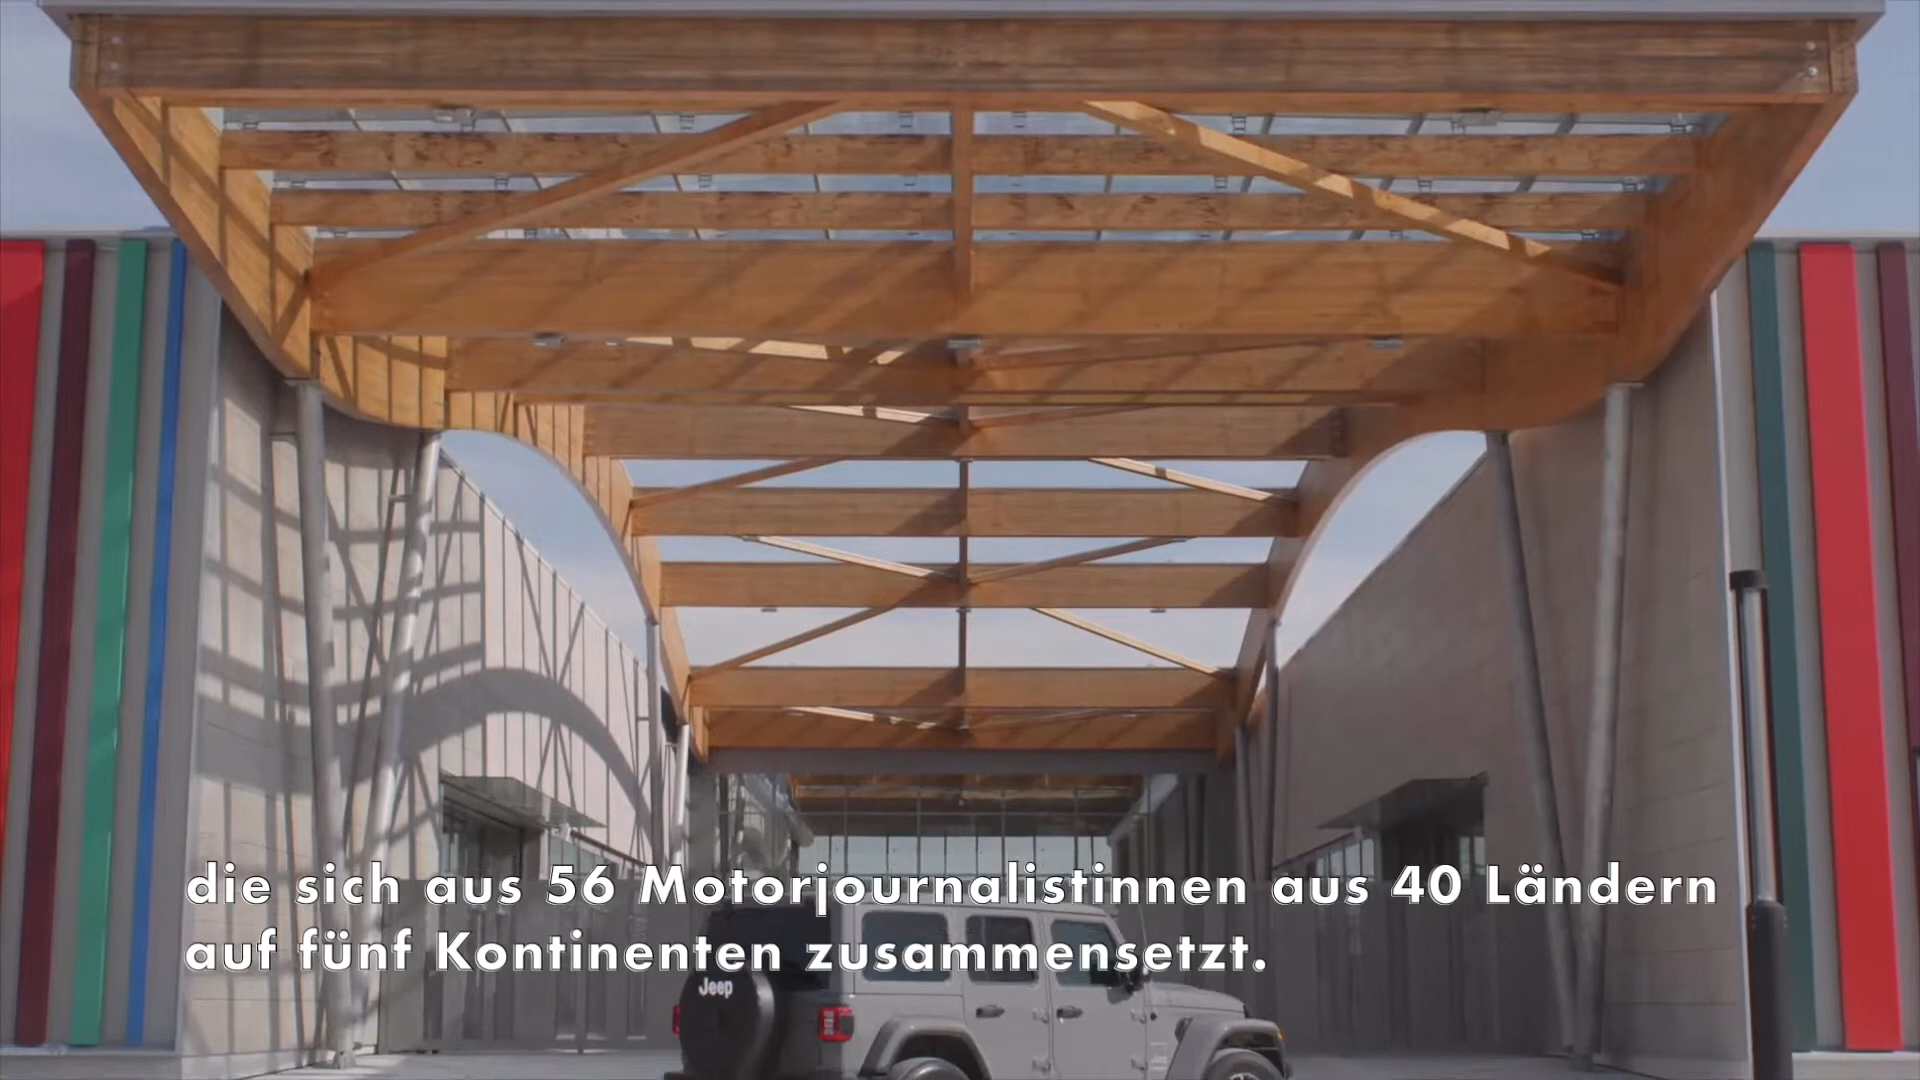 die sich aus 56 Motorjournalistinnen aus 40 Ländern
auf fünf Kontinenten zusammensetzt.
Jeep